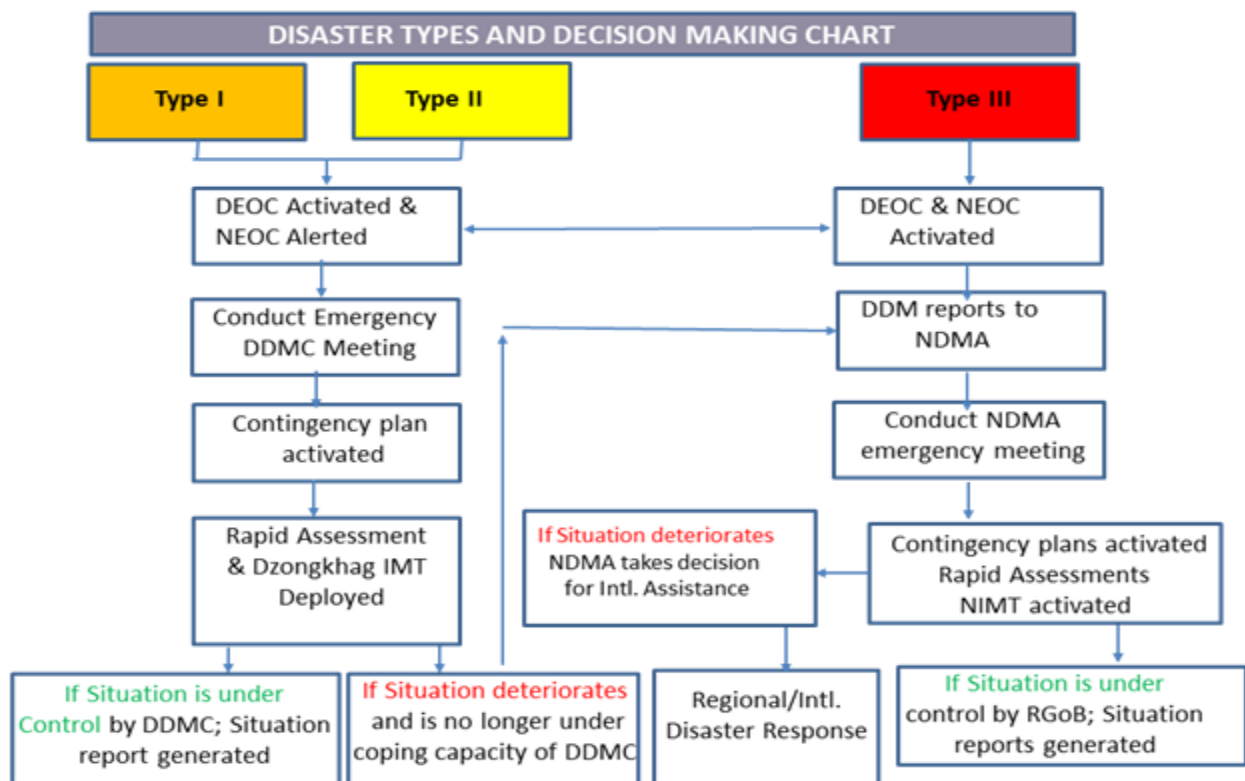 DISASTER TYPES AND DECISION MAKING CHART
Type I
Type II
Type III
DEOC Activated &
NEOC Alerted
DEOC & NEOC
Activated
Conduct Emergency
DDMC Meeting
DDM reports to
NDMA
Contingency plan
activated
Conduct NDMA
emergency meeting
Rapid Assessment
& Dzongkhag IMT
Deployed
If Situation deteriorates
NDMA takes decision
for Intl. Assistance
Contingency plans activated
Rapid Assessments
NIMT activated
If Situation is under
Control by DDMC; Situation
report generated
If Situation deteriorates
and is no longer under
coping capacity of DDMC
Regional/Intl.
Disaster Response
If Situation is under
control by RGoB; Situation
reports generated